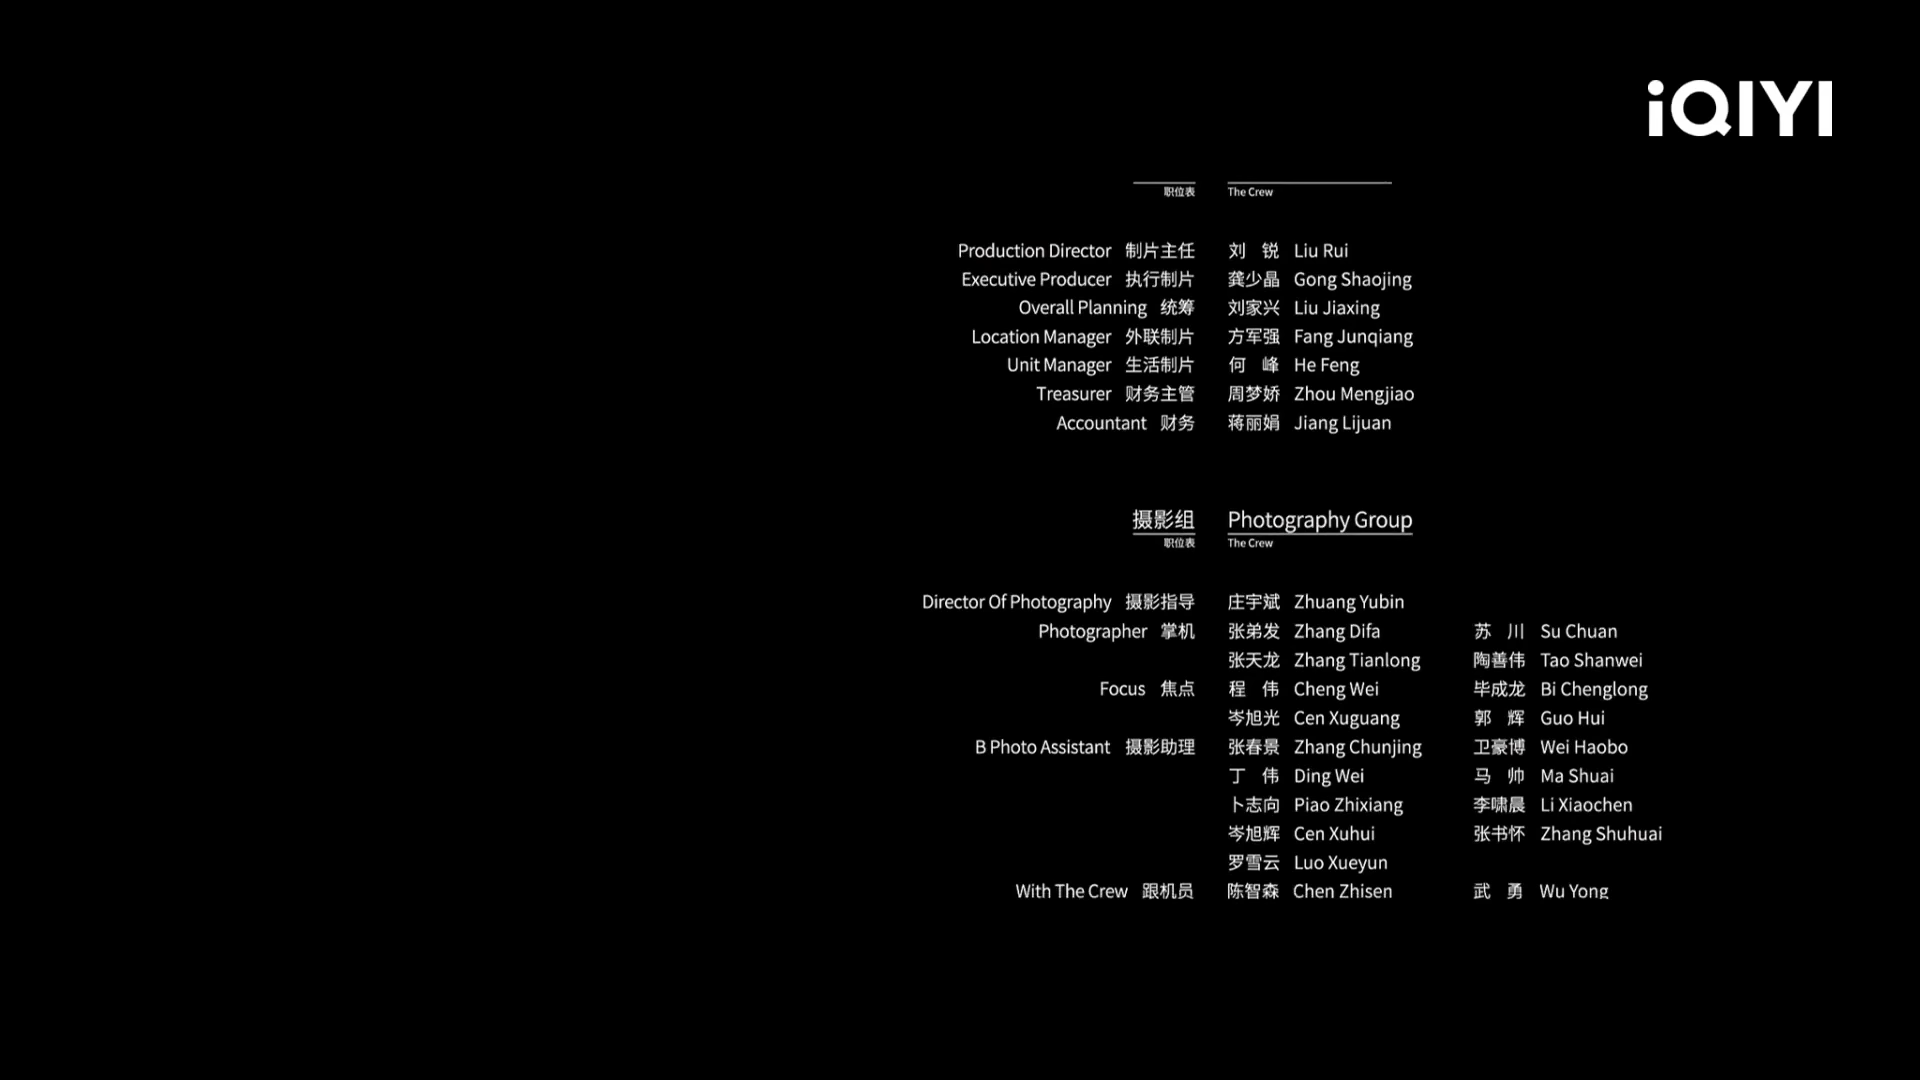 iQIYI
职位表 The Crew
Production Director 制片主任 刘 锐 Liu Rui
Executive Producer 执行制片 龚少晶 Gong Shaojing
Overall Planning 统筹 刘家兴 Liu Jiaxing
Location Manager 外联制片 方军强 Fang Junqiang
Unit Manager 生活制片 何 峰 He Feng
Treasurer 财务主管 周梦娇 Zhou Mengjiao
Accountant 财务 蒋丽娟 Jiang Lijuan
摄影组 Photography Group
职位表 The Crew
Director Of Photography 摄影指导 庄宇斌 Zhuang Yubin
Photographer 掌机 张弟发 Zhang Difa 苏 川 Su Chuan
张天龙 Zhang Tianlong 陶善伟 Tao Shanwei
Focus 焦点 程 伟 Cheng Wei 毕成龙 Bi Chenglong
岑旭光 Cen Xuguang 郭 辉 Guo Hui
B Photo Assistant 摄影助理 张春景 Zhang Chunjing 卫豪博 Wei Haobo
丁 伟 Ding Wei 马 帅 Ma Shuai
卜志向 Piao Zhixiang 李啸晨 Li Xiaochen
岑旭辉 Cen Xuhui 张书怀 Zhang Shuhuai
罗雪云 Luo Xueyun
With The Crew 跟机员 陈智森 Chen Zhisen 武 勇 Wu Yong